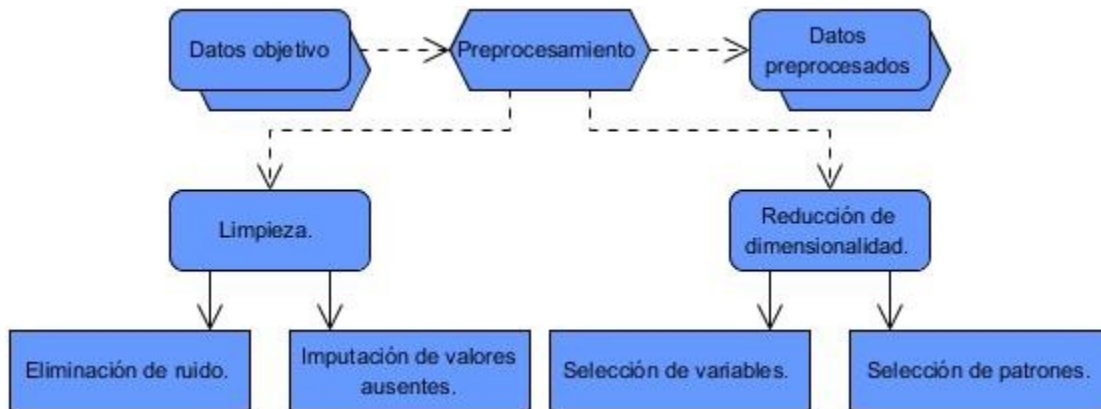 Datos objetivo
Preprocesamiento
Datos
preprocesados
Limpieza.
Reducción de
dimensionalidad.
Eliminación de ruido.
Imputación de valores
ausentes.
Selección de variables.
Selección de patrones.